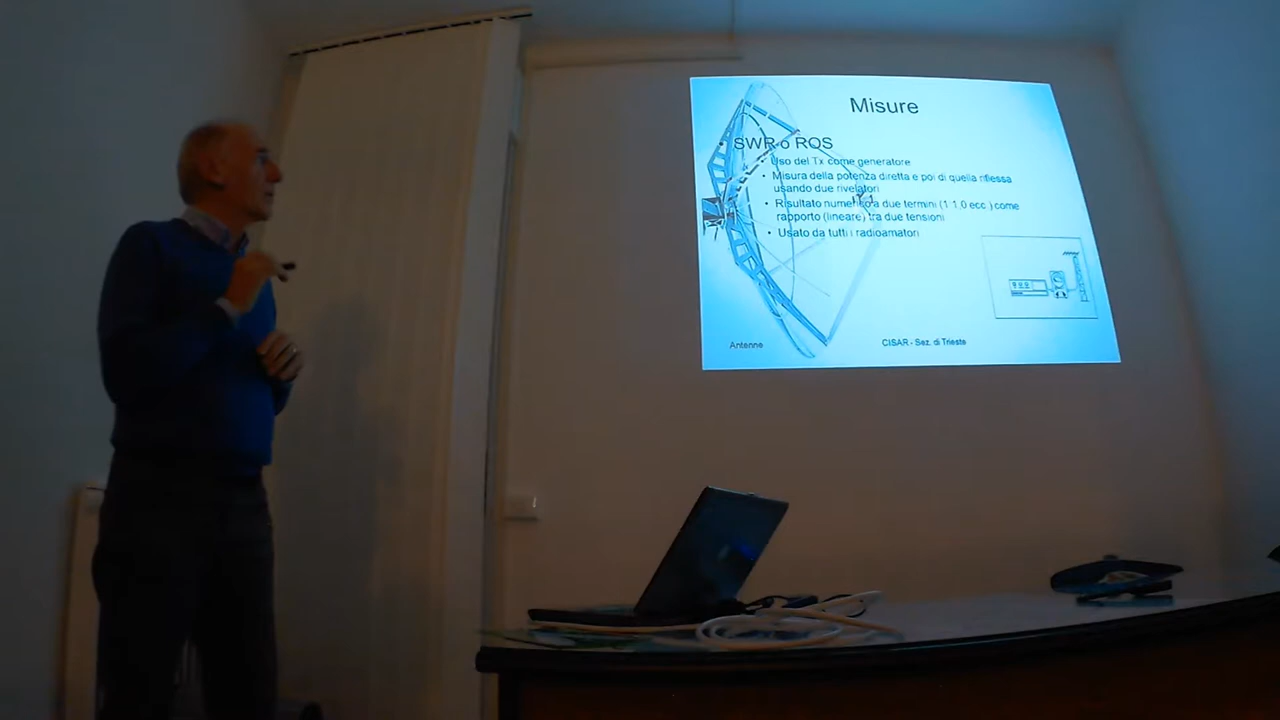 Misure
• SWR o ROS
• Uso del Tx come generatore
• Misura della potenza diretta e poi di quella riflessa
usando due rivelatori
• Risultato numerico a due termini (1:1,0 ecc.) come
rapporto (lineare) tra due tensioni
• Usato da tutti i radioamatori
Antenne
CISAR - Sez. di Trieste